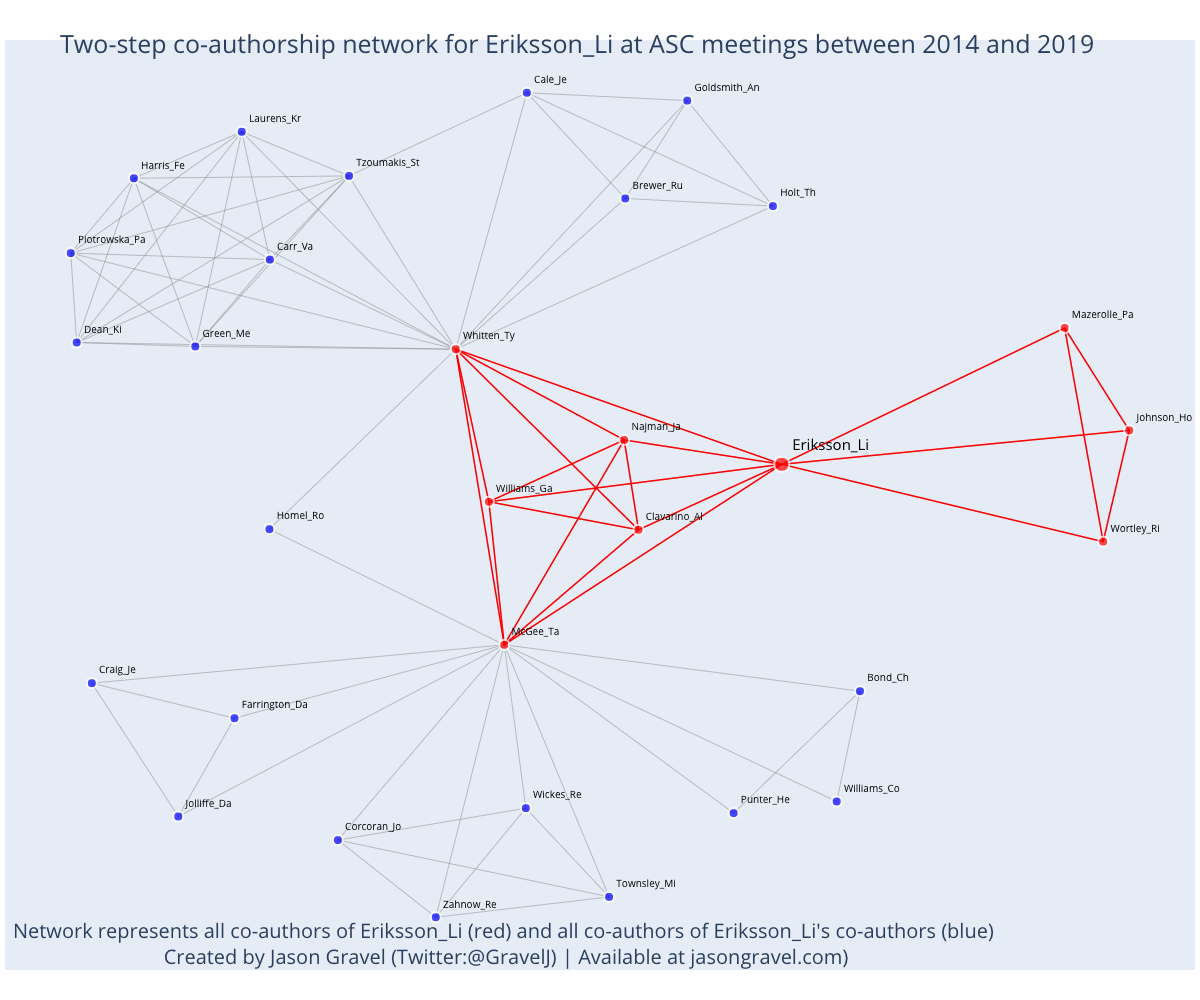 Two-step co-authorship network for Eriksson_Li at ASC meetings between 2014 and 2019
Cale_Je
Goldsmith_An
Laurens_Kr
Harris_Fe
Tzoumakis_St
Brewer_Ru
Holt_Th
Piotrowska_Pa
Carr_Va
Dean_Ki
Green_Me
Whitten_Ty
Mazerolle_Pa
Johnson_Ho
Najman_Ja
Eriksson_Li
Williams_Ga
Clavarino_Al
Homel_Ro
Wortley_Ri
McGee_Ta
Craig_Je
Bond_Ch
Farrington_Da
Jolliffe_Da
Wickes_Re
Punter_He
Williams_Co
Corcoran_Jo
Townsley_Mi
Zahnow_Re
Network represents all co-authors of Eriksson_Li (red) and all co-authors of Eriksson_Li's co-authors (blue)
Created by Jason Gravel (Twitter:@GravelJ) | Available at jasongravel.com)